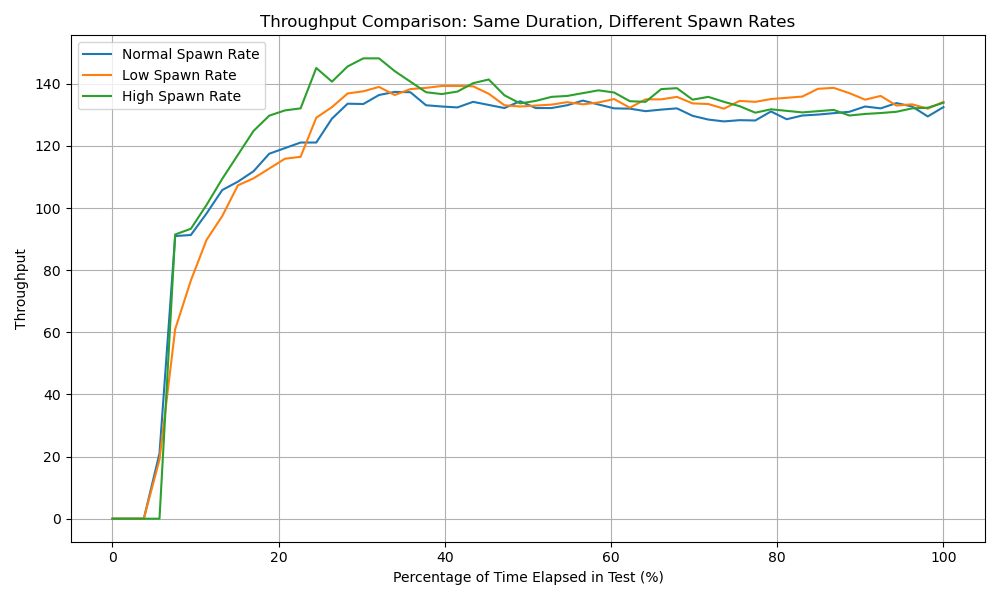 Throughput Comparison: Same Duration, Different Spawn Rates
Normal Spawn Rate
Low Spawn Rate
High Spawn Rate
Throughput
140
120
100
80
60
40
20
0
0 20 40 60 80 100
Percentage of Time Elapsed in Test (%)